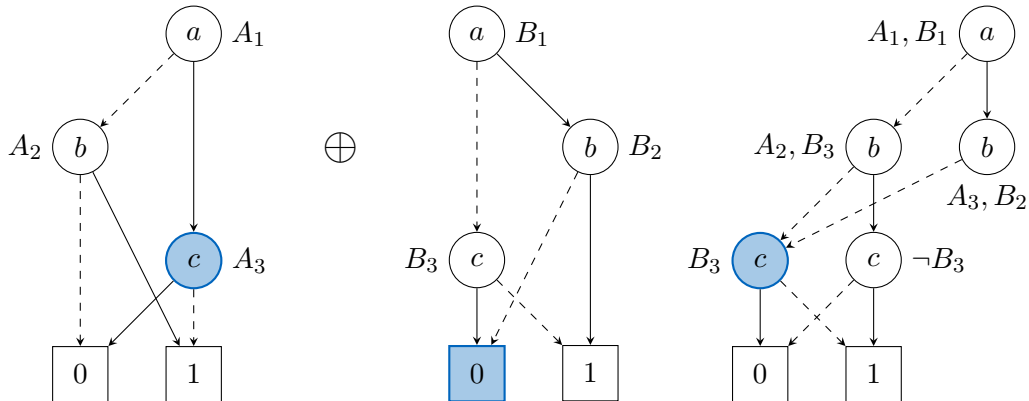 a A₁
a B₁
A₁, B₁ a
A₂ b
⊕
b B₂
A₂, B₃ b
b
A₃, B₂
c A₃
B₃ c
B₃ c
c ¬B₃
0 1
0 1
0 1